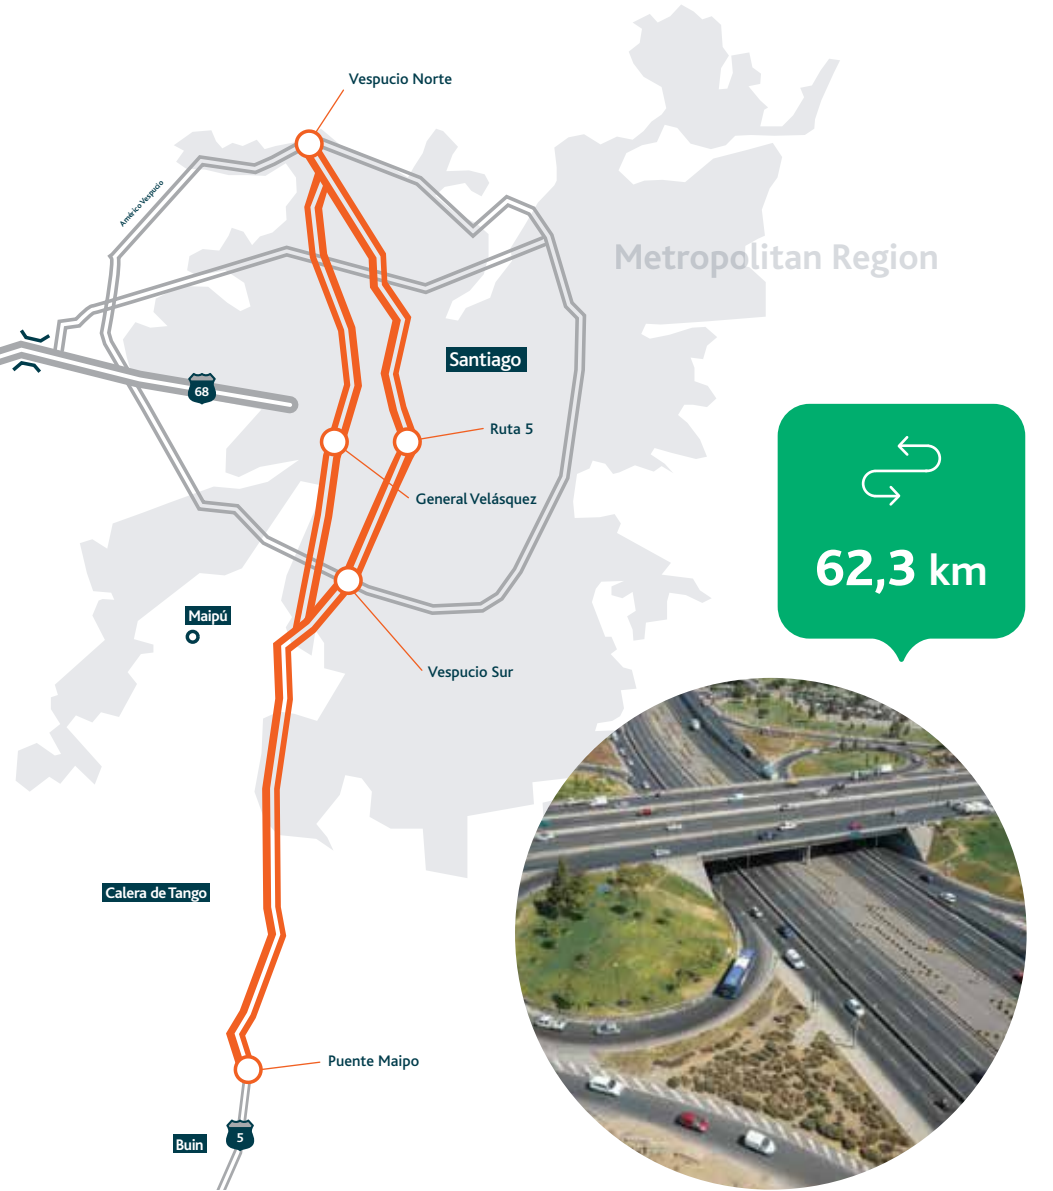 Vespucio Norte
Américo Vespucio
Metropolitan Region
Santiago
68
Ruta 5
General Velásquez
62,3 km
Maipú
Vespucio Sur
Calera de Tango
Puente Maipo
5
Buin